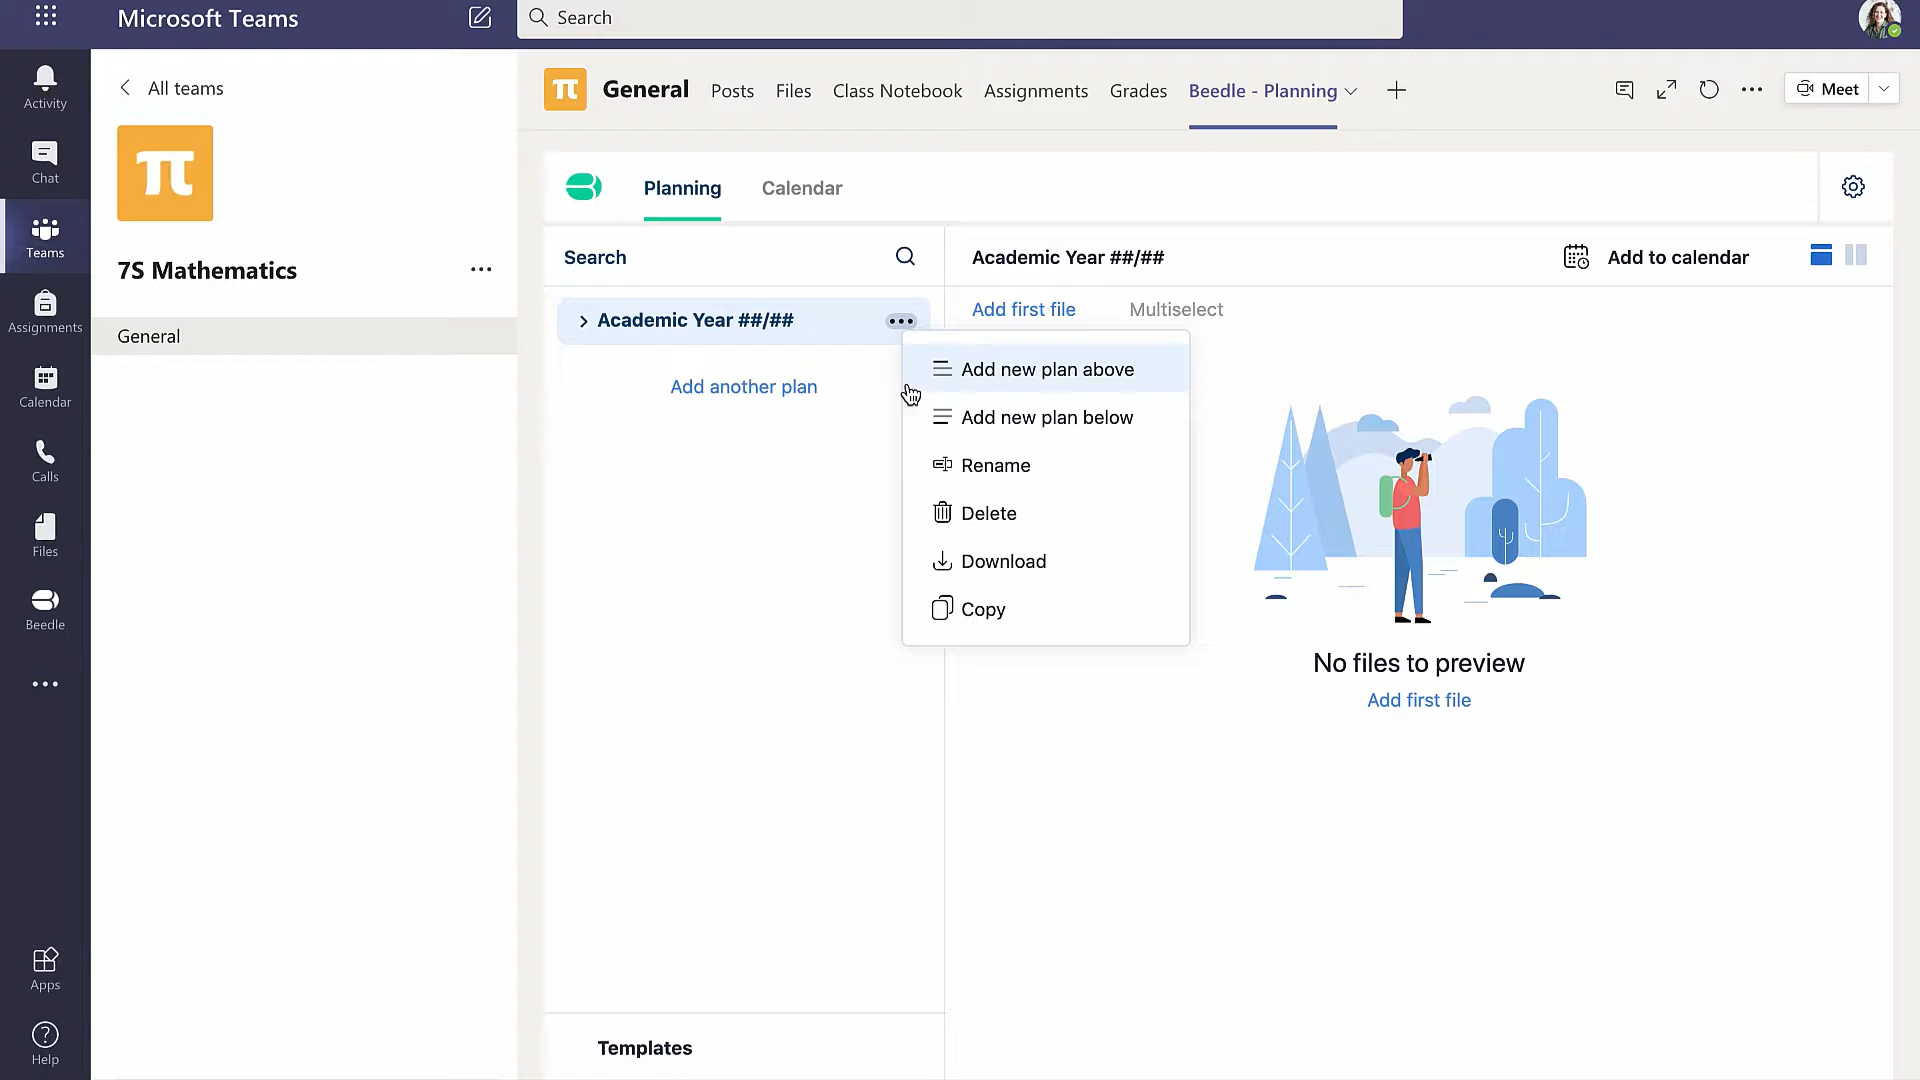 Microsoft Teams
Search
Activity
Chat
Teams
Assignments
Calendar
Calls
Files
Beedle
Apps
Help
All teams
π
7S Mathematics
General
π
General
Posts
Files
Class Notebook
Assignments
Grades
Beedle - Planning
Meet
Planning
Calendar
Search
Academic Year ##/##
Add another plan
Templates
Academic Year ##/##
Add to calendar
Add first file
Multiselect
Add new plan above
Add new plan below
Rename
Delete
Download
Copy
No files to preview
Add first file